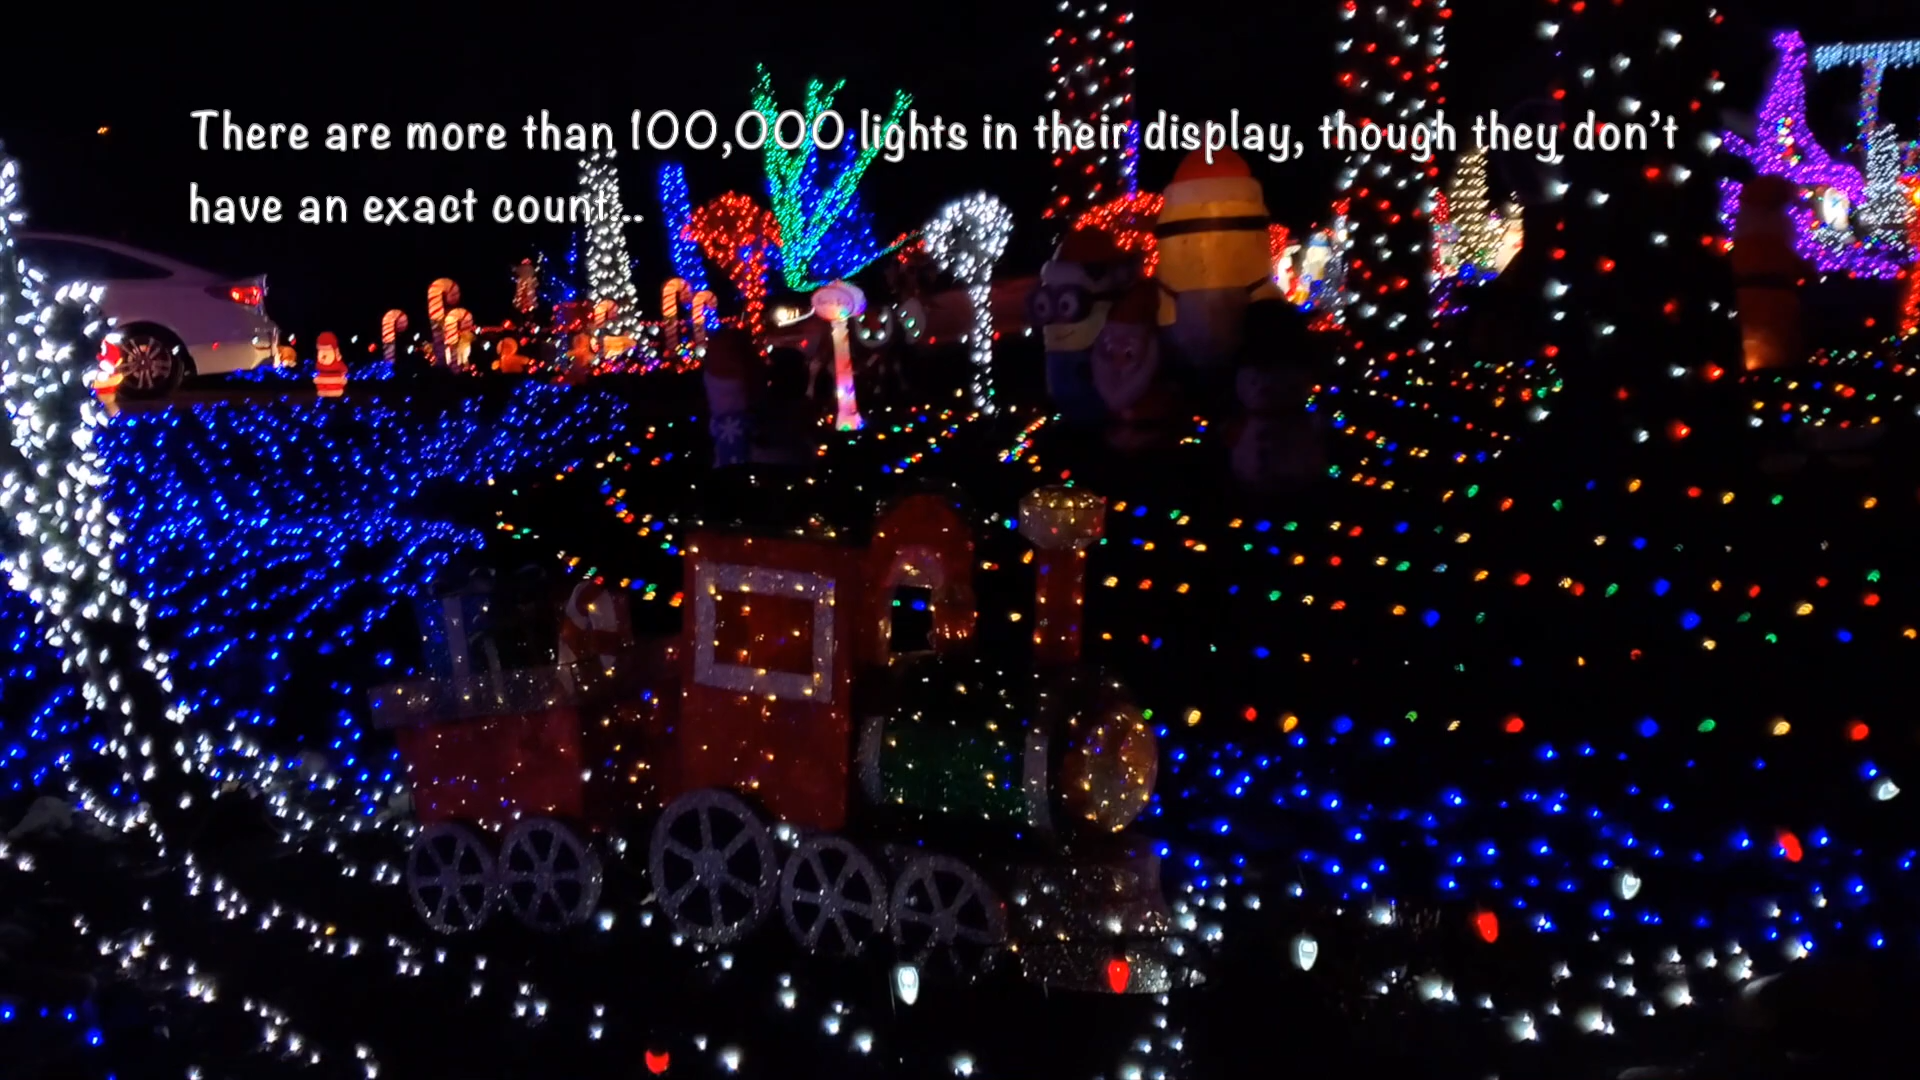 There are more than 100,000 lights in their display, though they don’t
have an exact count...